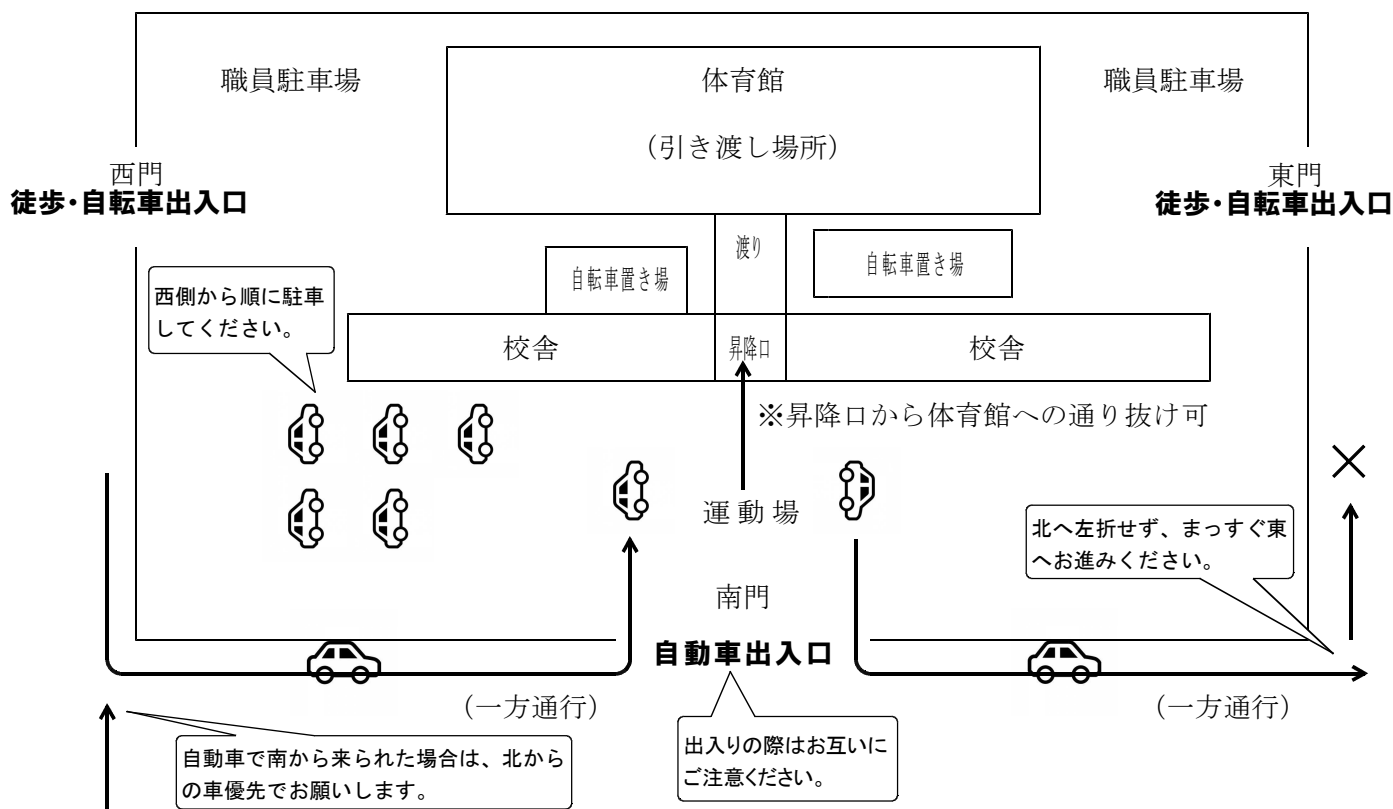 職員駐車場
体育館
職員駐車場
(引き渡し場所)
西門
徒歩・自転車出入口
東門
徒歩・自転車出入口
渡り
自転車置き場
自転車置き場
西側から順に駐車
してください。
校舎
昇降口
校舎
※昇降口から体育館への通り抜け可
運動場
北へ左折せず、まっすぐ東
へお進みください。
南門
自動車出入口
(一方通行)
(一方通行)
自動車で南から来られた場合は、北から
の車優先でお願いします。
出入りの際はお互いに
ご注意ください。